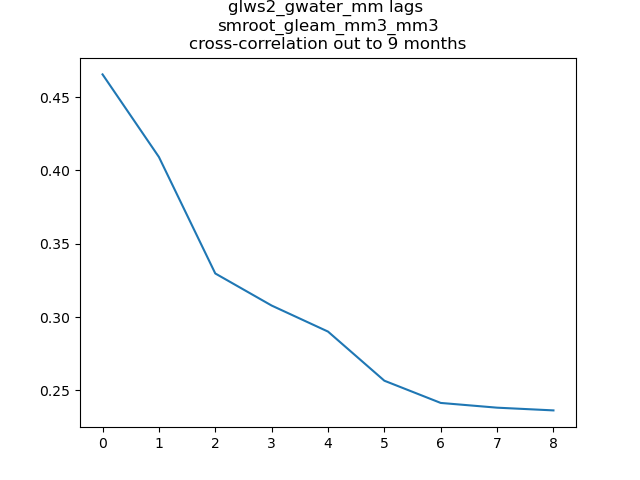 glws2_gwater_mm lags
smroot_gleam_mm3_mm3
cross-correlation out to 9 months
0.45
0.40
0.35
0.30
0.25
0 1 2 3 4 5 6 7 8